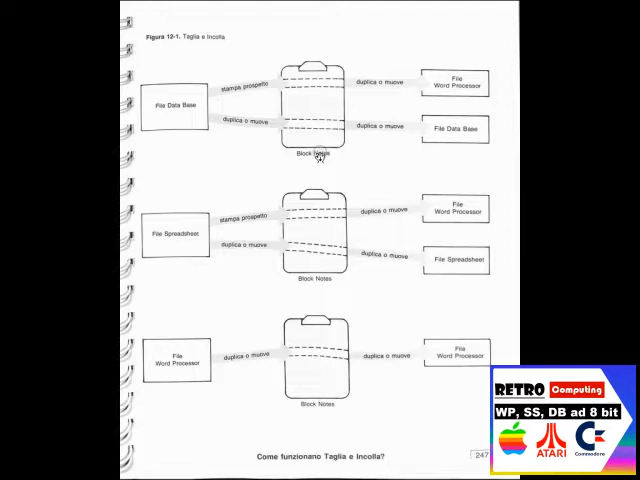 Figura 12-1. Taglia e Incolla
File Data Base
stampa prospetto
duplica o muove
duplica o muove
duplica o muove
File
Word Processor
File Data Base
Block Notes
File Spreadsheet
stampa prospetto
duplica o muove
duplica o muove
duplica o muove
File
Word Processor
File Spreadsheet
Block Notes
File
Word Processor
duplica o muove
duplica o muove
File
Word Processor
Block Notes
Come funzionano Taglia e Incolla?
247
RETRO Computing
WP, SS, DB ad 8 bit
ATARI
Commodore